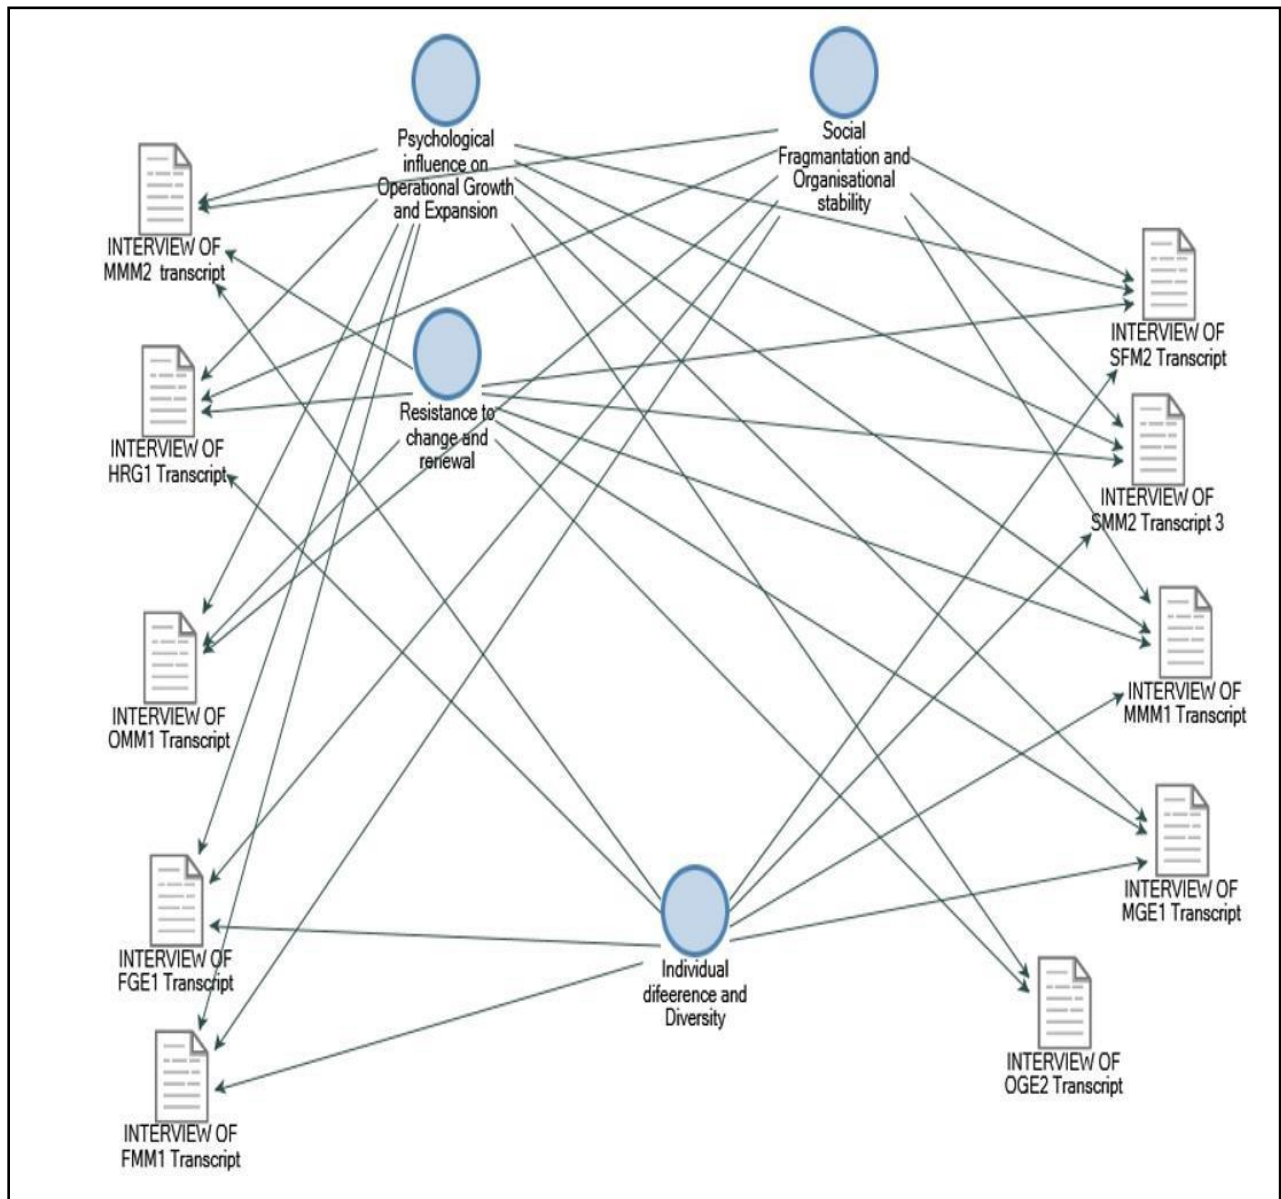 Psychological
influence on
Operational Growth
and Expansion
Social
Fragmantation and
Organisational
stability
INTERVIEW OF
MMM2 transcript
INTERVIEW OF
SFM2 Transcript
INTERVIEW OF
HRG1 Transcript
Resistance to
change and
renewal
INTERVIEW OF
SMM2 Transcript 3
INTERVIEW OF
OMM1 Transcript
INTERVIEW OF
MMM1 Transcript
INTERVIEW OF
MGE1 Transcript
INTERVIEW OF
FGE1 Transcript
Individual
difeerence and
Diversity
INTERVIEW OF
OGE2 Transcript
INTERVIEW OF
FMM1 Transcript